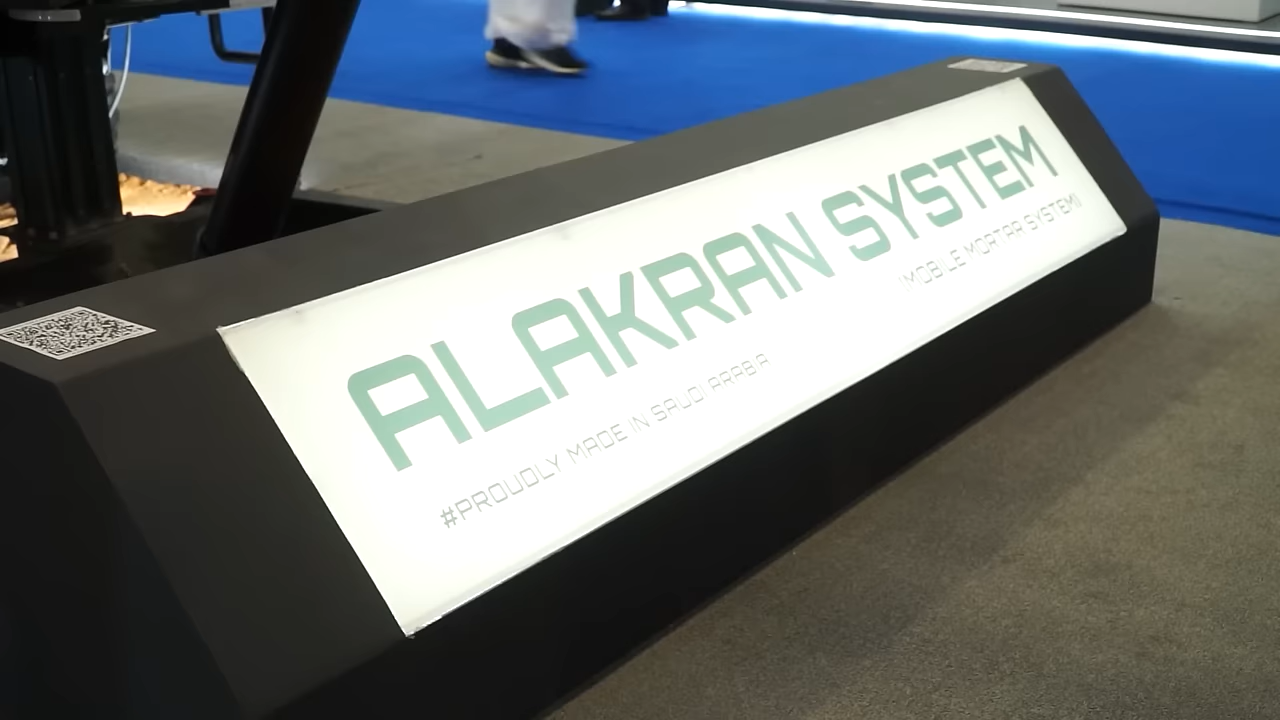 ALAKRAN SYSTEM
(MOBILE MORTAR SYSTEM)
#PROUDLY MADE IN SAUDI ARABIA